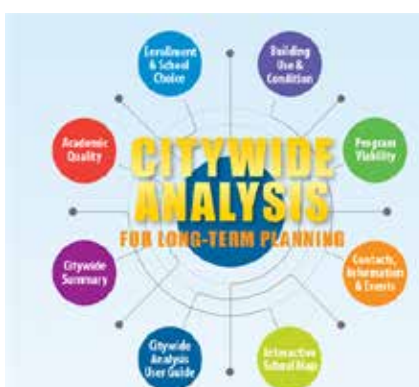 Enrollment
& School
Choice
Building
Use &
Condition
Academic
Quality
CITYWIDE
ANALYSIS
FOR LONG-TERM PLANNING
Program
Viability
Citywide
Summary
Contacts,
Information
& Events
Citywide
Analysis
User Guide
Interactive
School Map